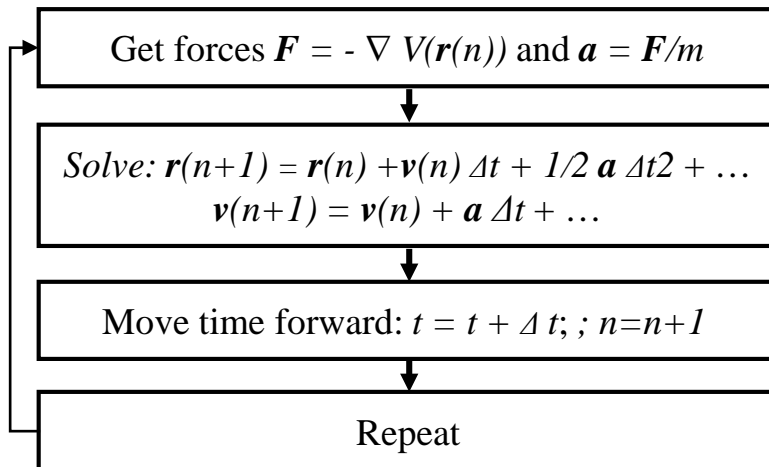 Get forces F = - ∇ V(r(n)) and a = F/m
Solve: r(n+1) = r(n) +v(n) Δt + 1/2 a Δt2 + …
v(n+1) = v(n) + a Δt + …
Move time forward: t = t + Δ t; ; n=n+1
Repeat